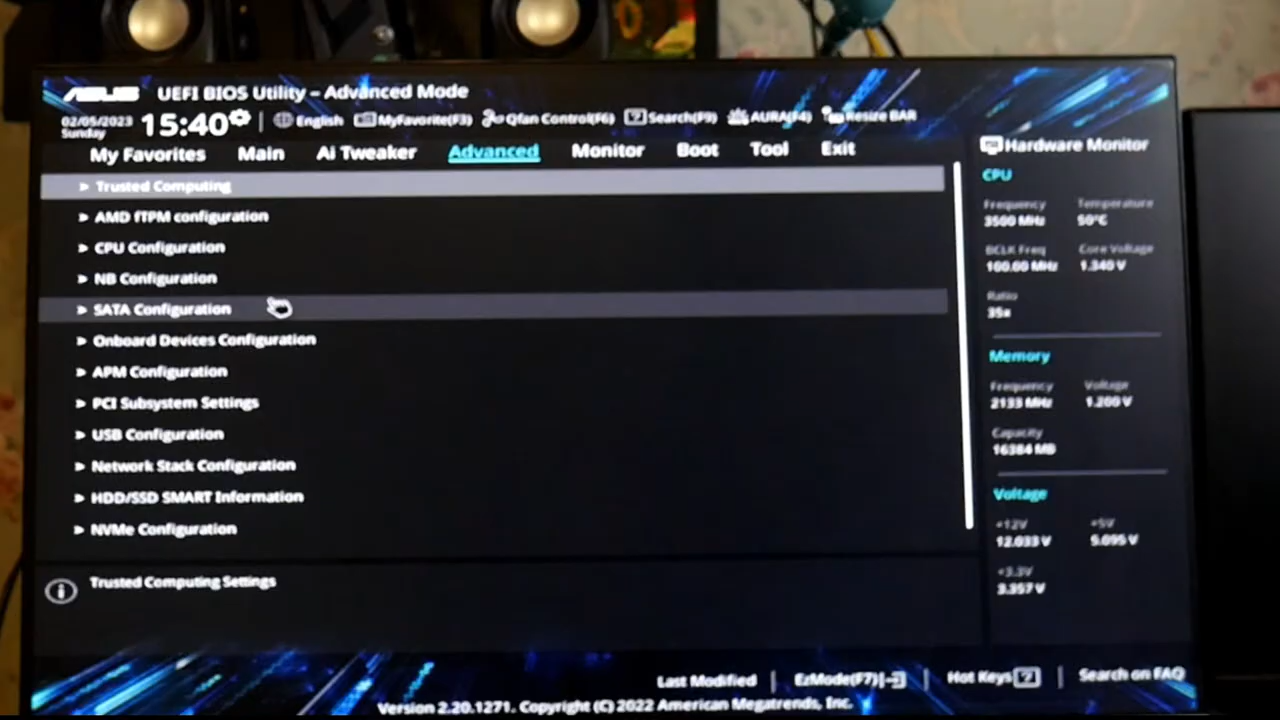 ASUS UEFI BIOS Utility – Advanced Mode
02/05/2023 Sunday 15:40 English MyFavorite(F3) Qfan Control(F6) Search(F9) AURA(F4) Resize BAR
My Favorites Main Ai Tweaker Advanced Monitor Boot Tool Exit
Trusted Computing
AMD fTPM configuration
CPU Configuration
NB Configuration
SATA Configuration
Onboard Devices Configuration
APM Configuration
PCI Subsystem Settings
USB Configuration
Network Stack Configuration
HDD/SSD SMART Information
NVMe Configuration
Trusted Computing Settings
Hardware Monitor
CPU
Frequency Temperature
3500 MHz 50°C
BCLK Freq Core Voltage
100.00 MHz 1.340 V
Ratio
35x
Memory
Frequency Voltage
2133 MHz 1.200 V
Capacity
16384 MB
Voltage
+12V +5V
12.033 V 5.095 V
+3.3V
3.357 V
Last Modified EzMode(F7) Hot Keys ? Search on FAQ
Version 2.20.1271. Copyright (C) 2022 American Megatrends, Inc.